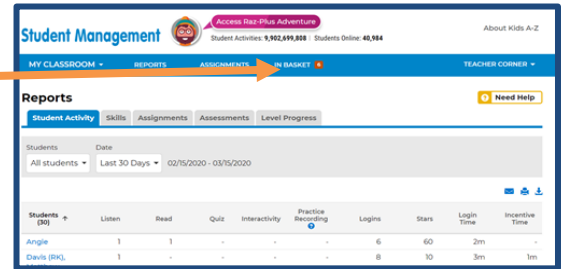 Student Management
Access Raz-Plus Adventure
Student Activities: 9,902,699,808 | Students Online: 40,984
About Kids A-Z
MY CLASSROOM REPORTS ASSIGNMENTS IN BASKET TEACHER CORNER
Reports
Need Help
Student Activity Skills Assignments Assessments Level Progress
Students Date
All students Last 30 Days 02/15/2020 - 03/15/2020
Students (30) Listen Read Quiz Interactivity Practice Recording Logins Stars Login Time Incentive Time
Angie 1 1 - - - 6 60 2m -
Davis (RK), 1 - - - - 8 10 3m 1m